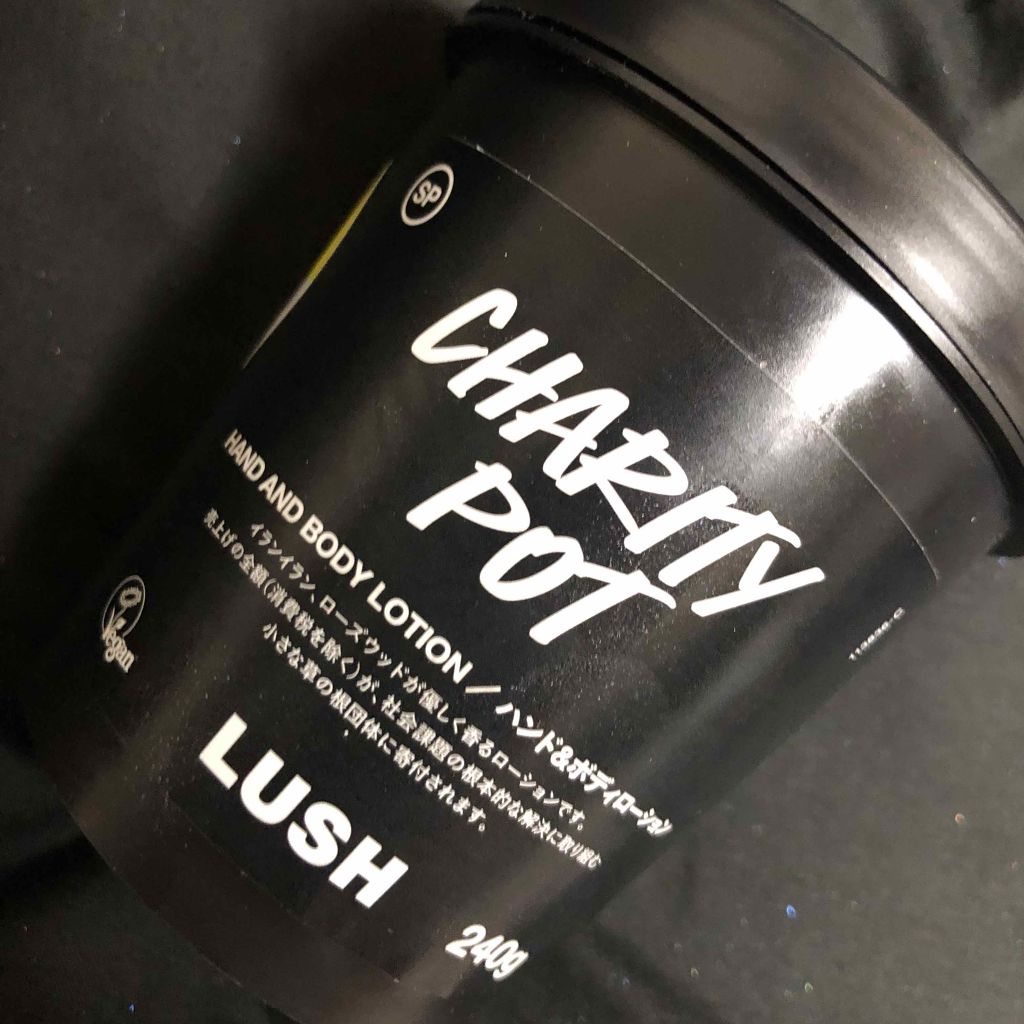 SP
CHARITY
POT
HAND AND BODY LOTION / ハンド&ボディローション
イランイラン、ローズウッドが優しく香るローションです。
売上げの全額(消費税を除く)が、社会課題の根本的な解決に取り組む
小さな草の根団体に寄付されます。
Vegan
LUSH
240g